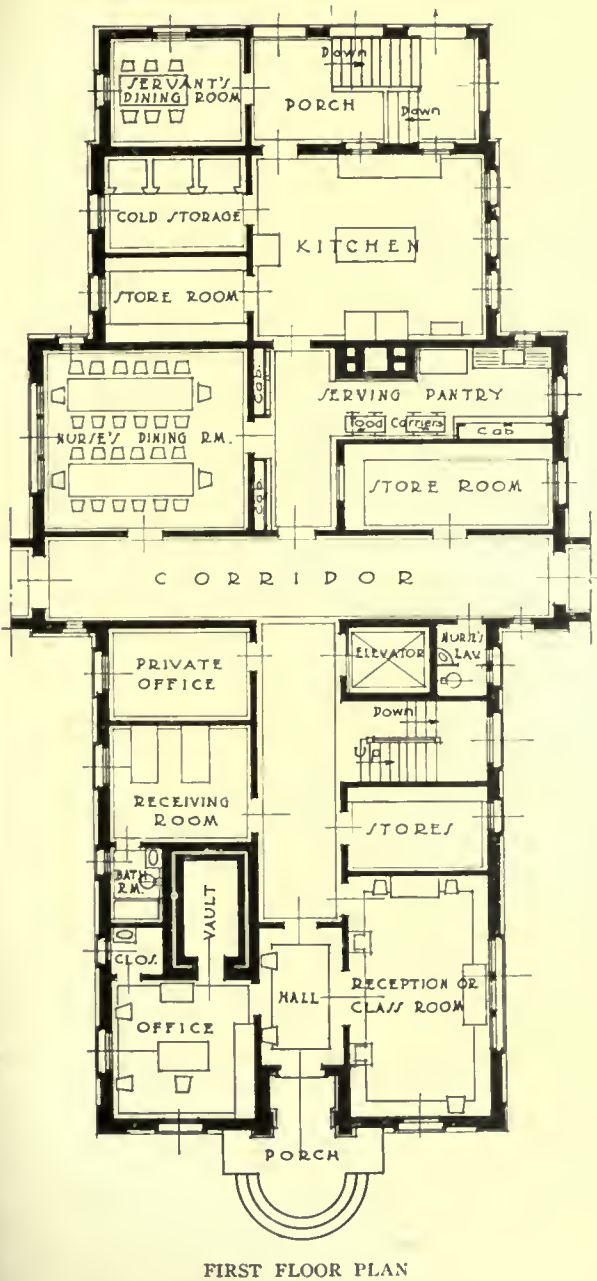 Down
SERVANT'S
DINING ROOM
PORCH
Down
COLD STORAGE
KITCHEN
STORE ROOM
Cab.
SERVING PANTRY
Food Carriers
Cab
NURSE'S DINING RM.
Cab.
STORE ROOM
CORRIDOR
PRIVATE
OFFICE
ELEVATOR
NURSE'S
LAV.
Down
Up
RECEIVING
ROOM
STORES
BATH
RM.
VAULT
CLOS.
HALL
RECEPTION OR
CLASS ROOM
OFFICE
PORCH
FIRST FLOOR PLAN